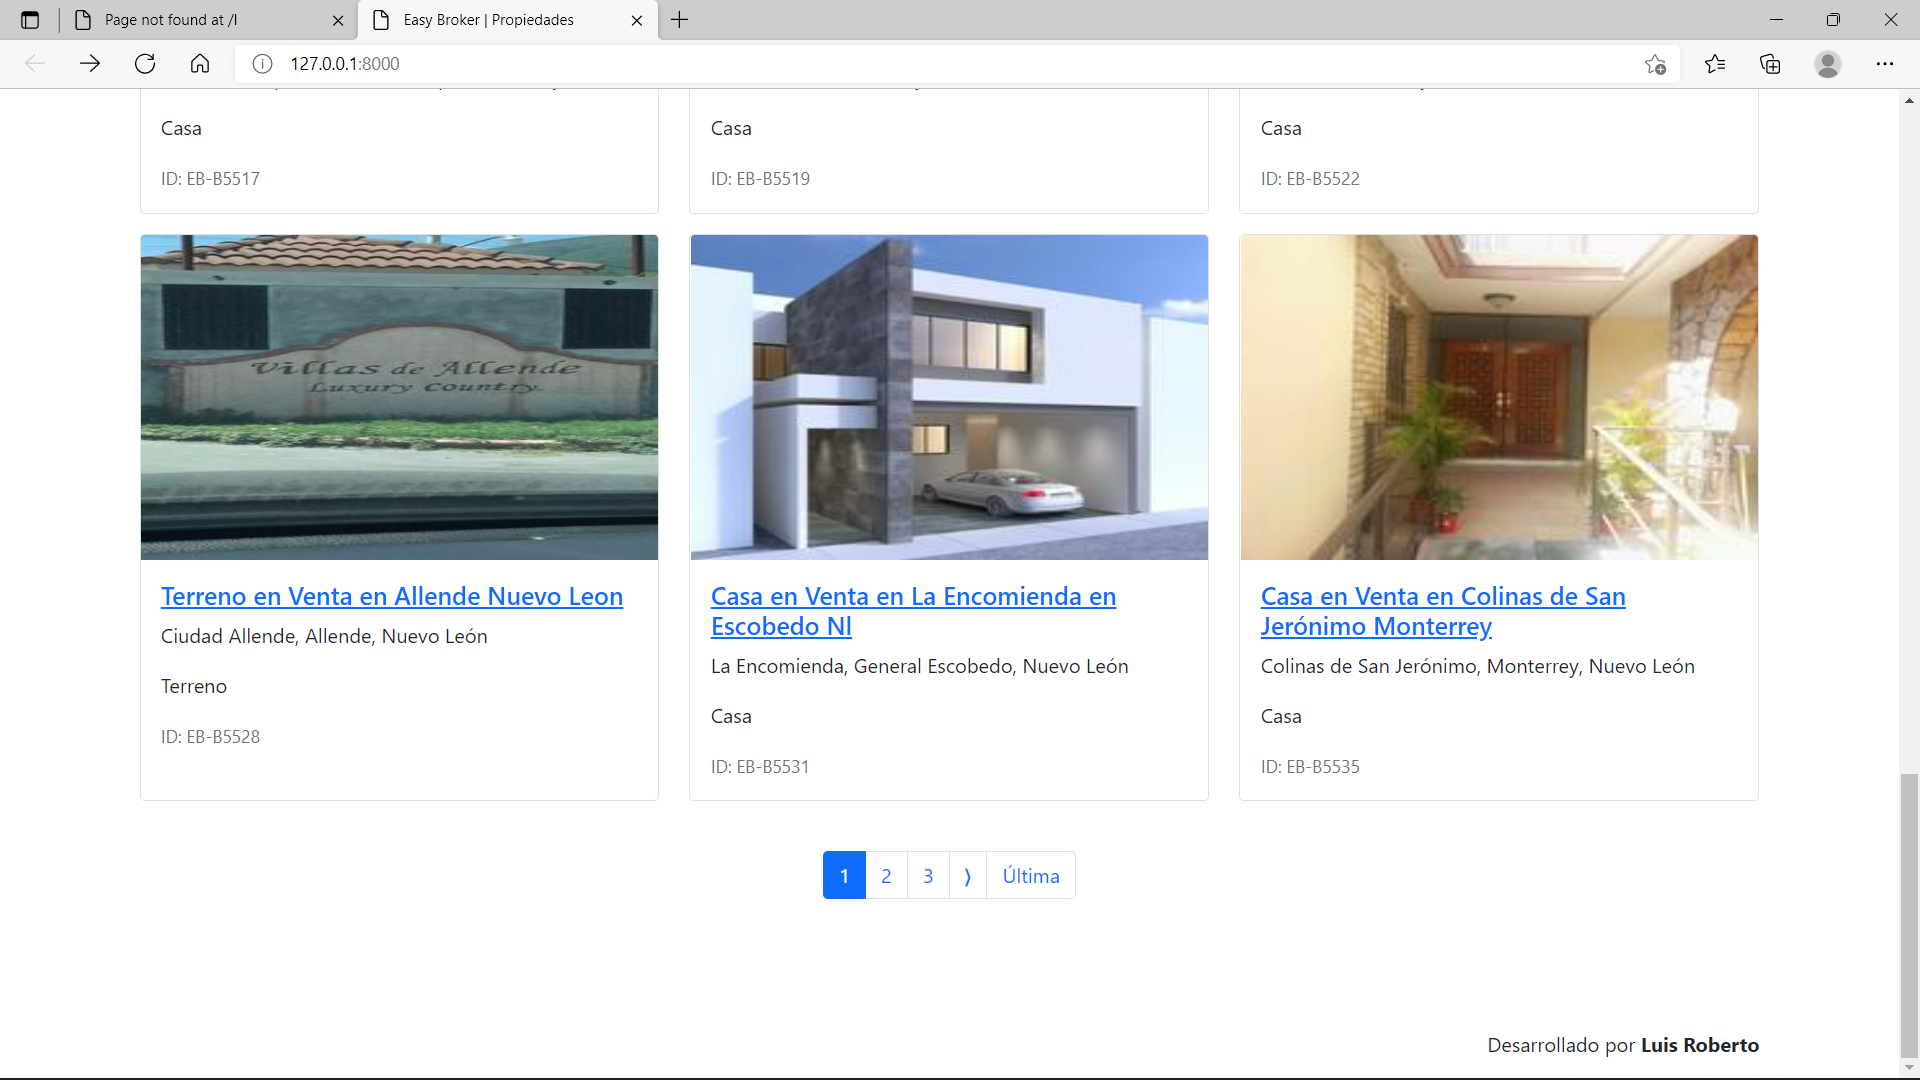 Page not found at /l
Easy Broker | Propiedades
127.0.0.1:8000
Casa
ID: EB-B5517
Casa
ID: EB-B5519
Casa
ID: EB-B5522
Villas de Allende
Luxury Country
Terreno en Venta en Allende Nuevo Leon
Ciudad Allende, Allende, Nuevo León
Terreno
ID: EB-B5528
Casa en Venta en La Encomienda en
Escobedo Nl
La Encomienda, General Escobedo, Nuevo León
Casa
ID: EB-B5531
Casa en Venta en Colinas de San
Jerónimo Monterrey
Colinas de San Jerónimo, Monterrey, Nuevo León
Casa
ID: EB-B5535
1 2 3 ⟩ Última
Desarrollado por Luis Roberto